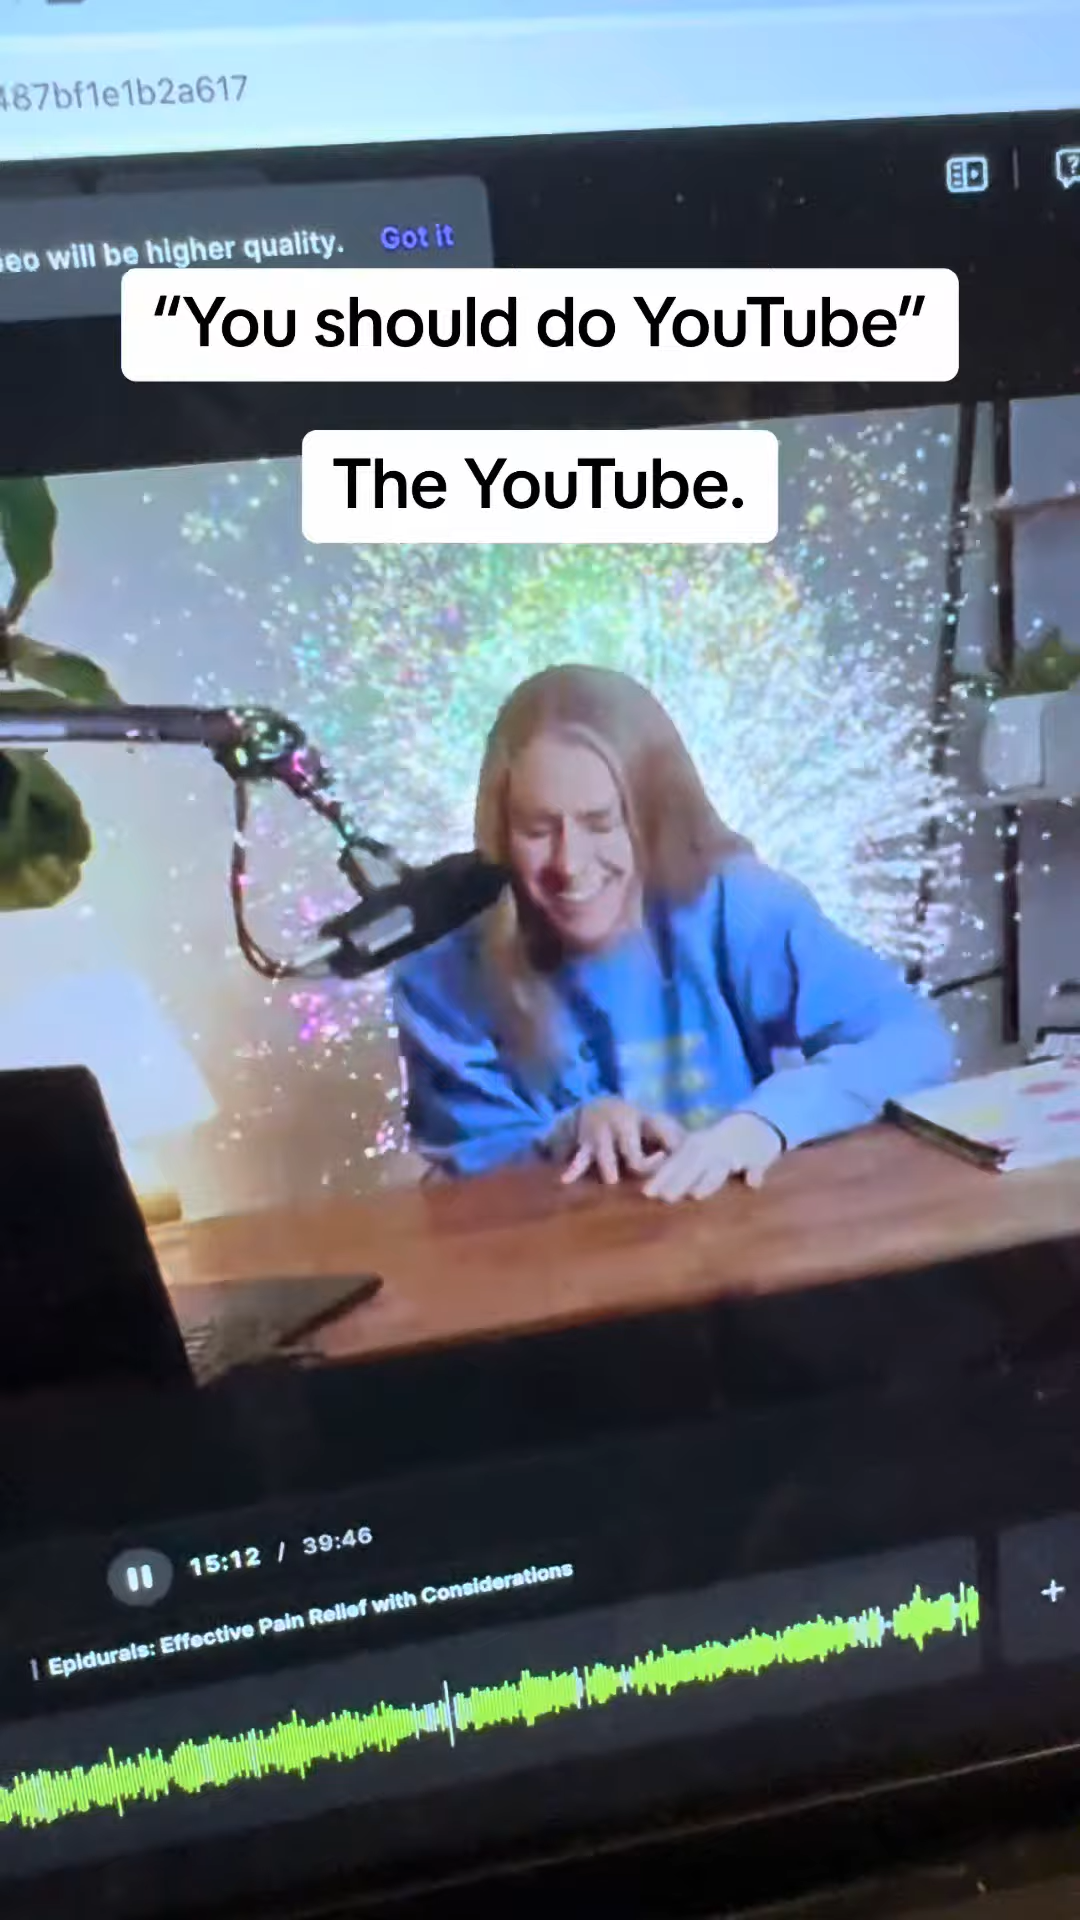 487bf1e1b2a617
will be higher quality. Got it
“You should do YouTube”
The YouTube.
15:12 / 39:46
Epidurals: Effective Pain Relief with Considerations